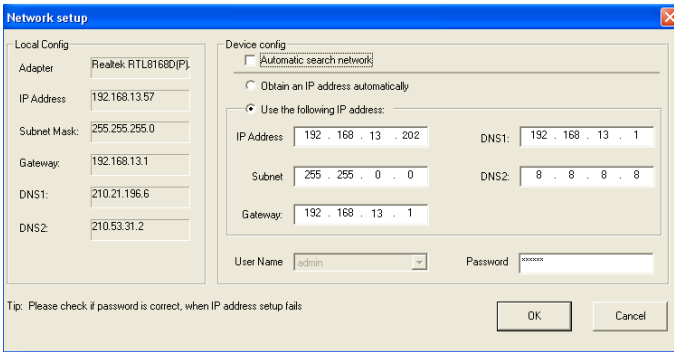 Network setup
Local Config
Adapter Realtek RTL8168D(P).
IP Address 192.168.13.57
Subnet Mask: 255.255.255.0
Gateway: 192.168.13.1
DNS1: 210.21.196.6
DNS2: 210.53.31.2
Device config
Automatic search network
Obtain an IP address automatically
Use the following IP address:
IP Address 192 . 168 . 13 . 202 DNS1: 192 . 168 . 13 . 1
Subnet 255 . 255 . 0 . 0 DNS2: 8 . 8 . 8 . 8
Gateway: 192 . 168 . 13 . 1
User Name admin Password xxxxxx
Tip: Please check if password is correct, when IP address setup fails
OK Cancel